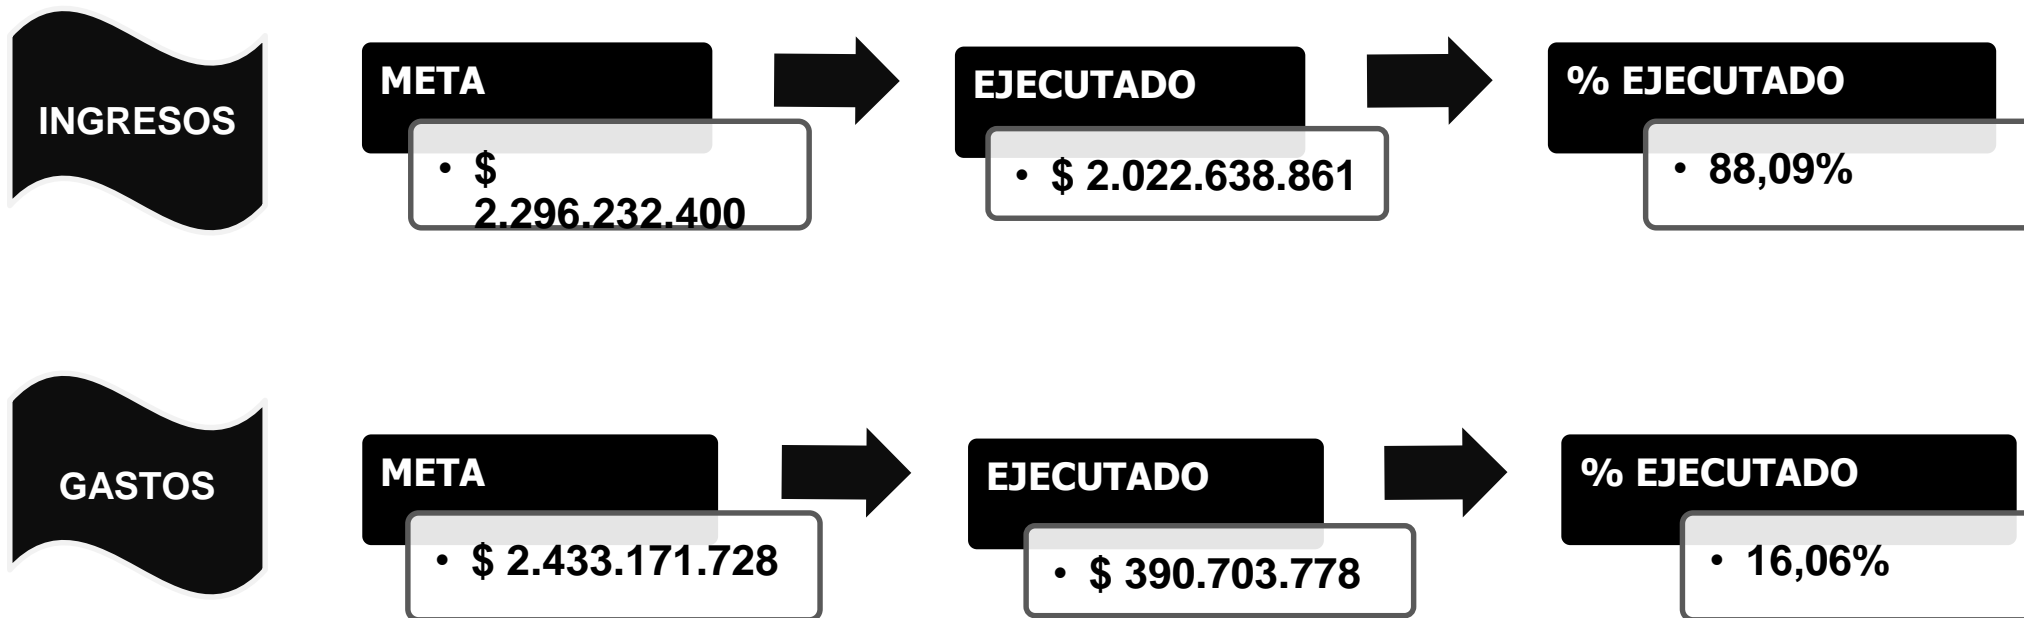 INGRESOS
META
• $
2.296.232.400
EJECUTADO
• $ 2.022.638.861
% EJECUTADO
• 88,09%
GASTOS
META
• $ 2.433.171.728
EJECUTADO
• $ 390.703.778
% EJECUTADO
• 16,06%